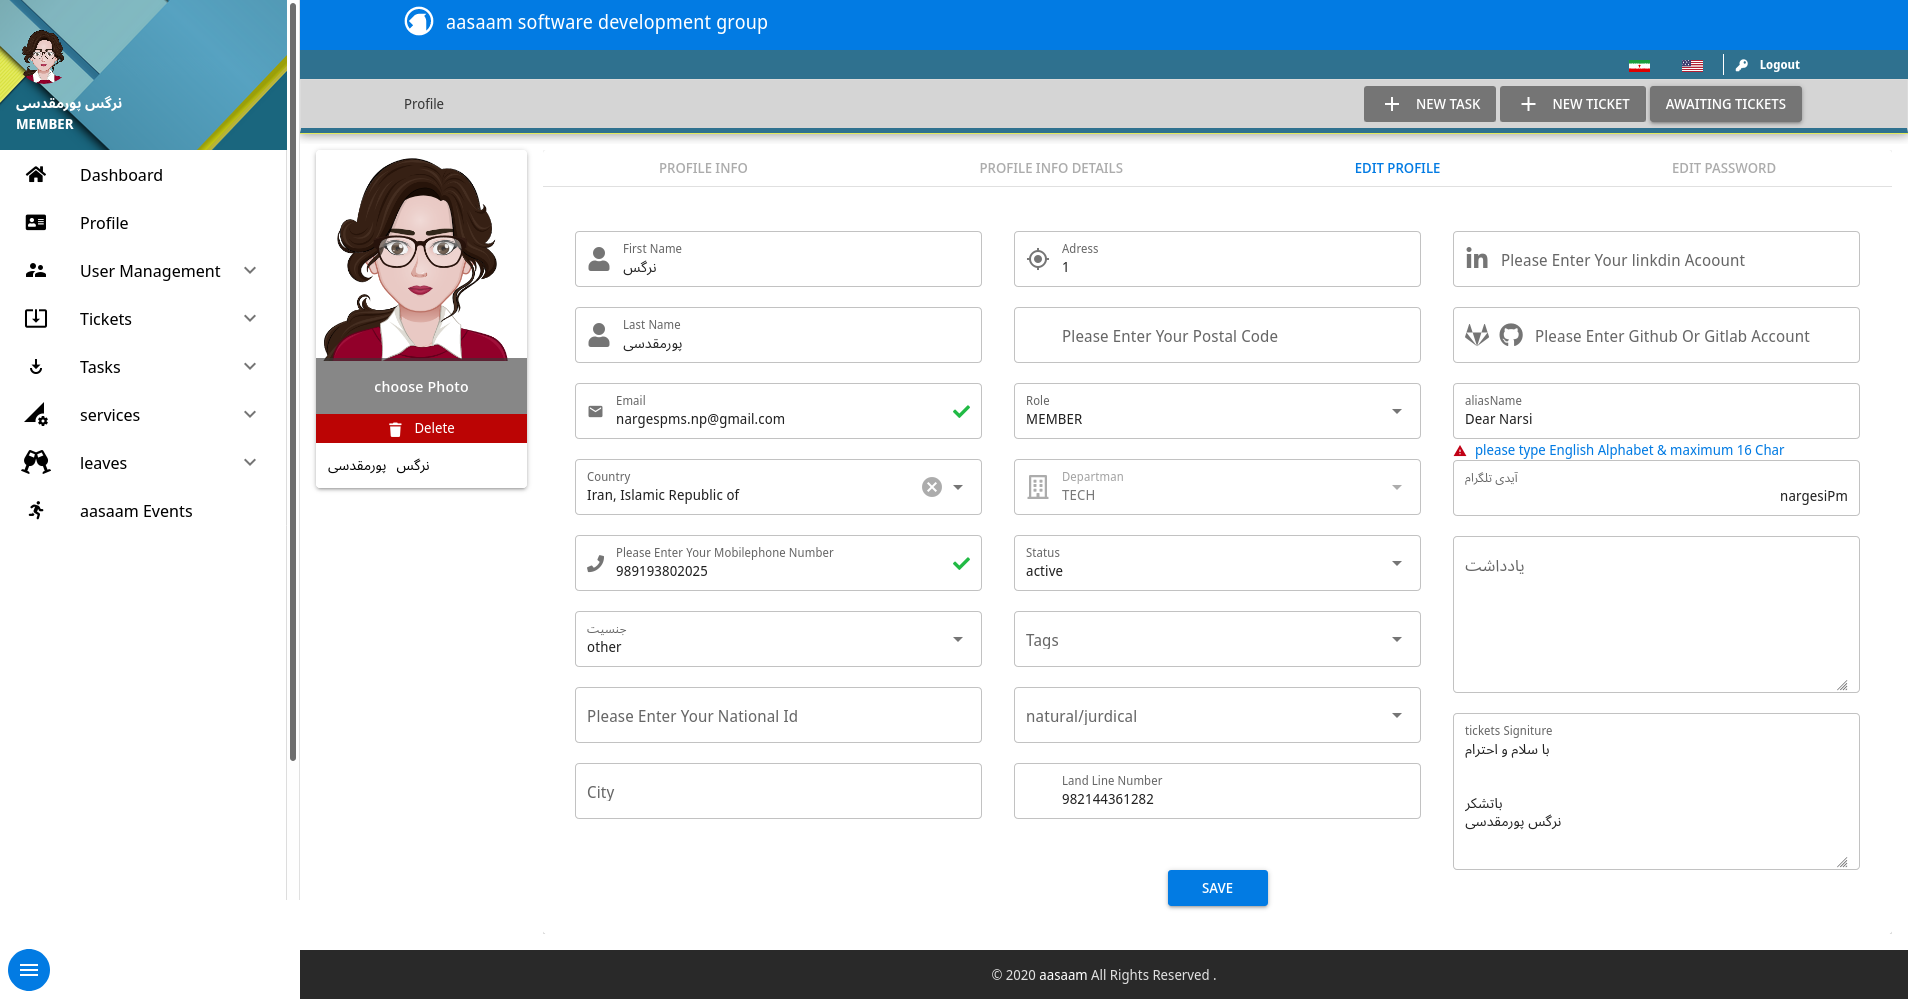 نرگس پورمقدسی
MEMBER
Dashboard
Profile
User Management
Tickets
Tasks
services
leaves
aasaam Events
aasaam software development group
Logout
Profile
NEW TASK
NEW TICKET
AWAITING TICKETS
choose Photo
Delete
نرگس پورمقدسی
PROFILE INFO
PROFILE INFO DETAILS
EDIT PROFILE
EDIT PASSWORD
First Name
نرگس
Last Name
پورمقدسی
Email
nargespms.np@gmail.com
Country
Iran, Islamic Republic of
Please Enter Your Mobilephone Number
989193802025
جنسیت
other
Please Enter Your National Id
City
Adress
1
Please Enter Your Postal Code
Role
MEMBER
Departman
TECH
Status
active
Tags
natural/jurdical
Land Line Number
982144361282
Please Enter Your linkdin Acoount
Please Enter Github Or Gitlab Account
aliasName
Dear Narsi
please type English Alphabet & maximum 16 Char
آیدی تلگرام
nargesiPm
یادداشت
tickets Signiture
با سلام و احترام
باتشکر
نرگس پورمقدسی
SAVE
© 2020 aasaam All Rights Reserved .